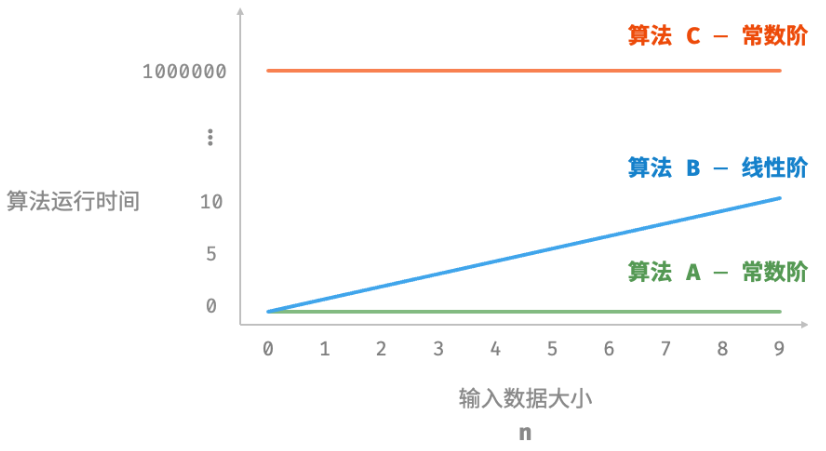 算法 C — 常数阶
1000000
⋮
算法 B — 线性阶
算法运行时间
10
5
算法 A — 常数阶
0
0 1 2 3 4 5 6 7 8 9
输入数据大小
n